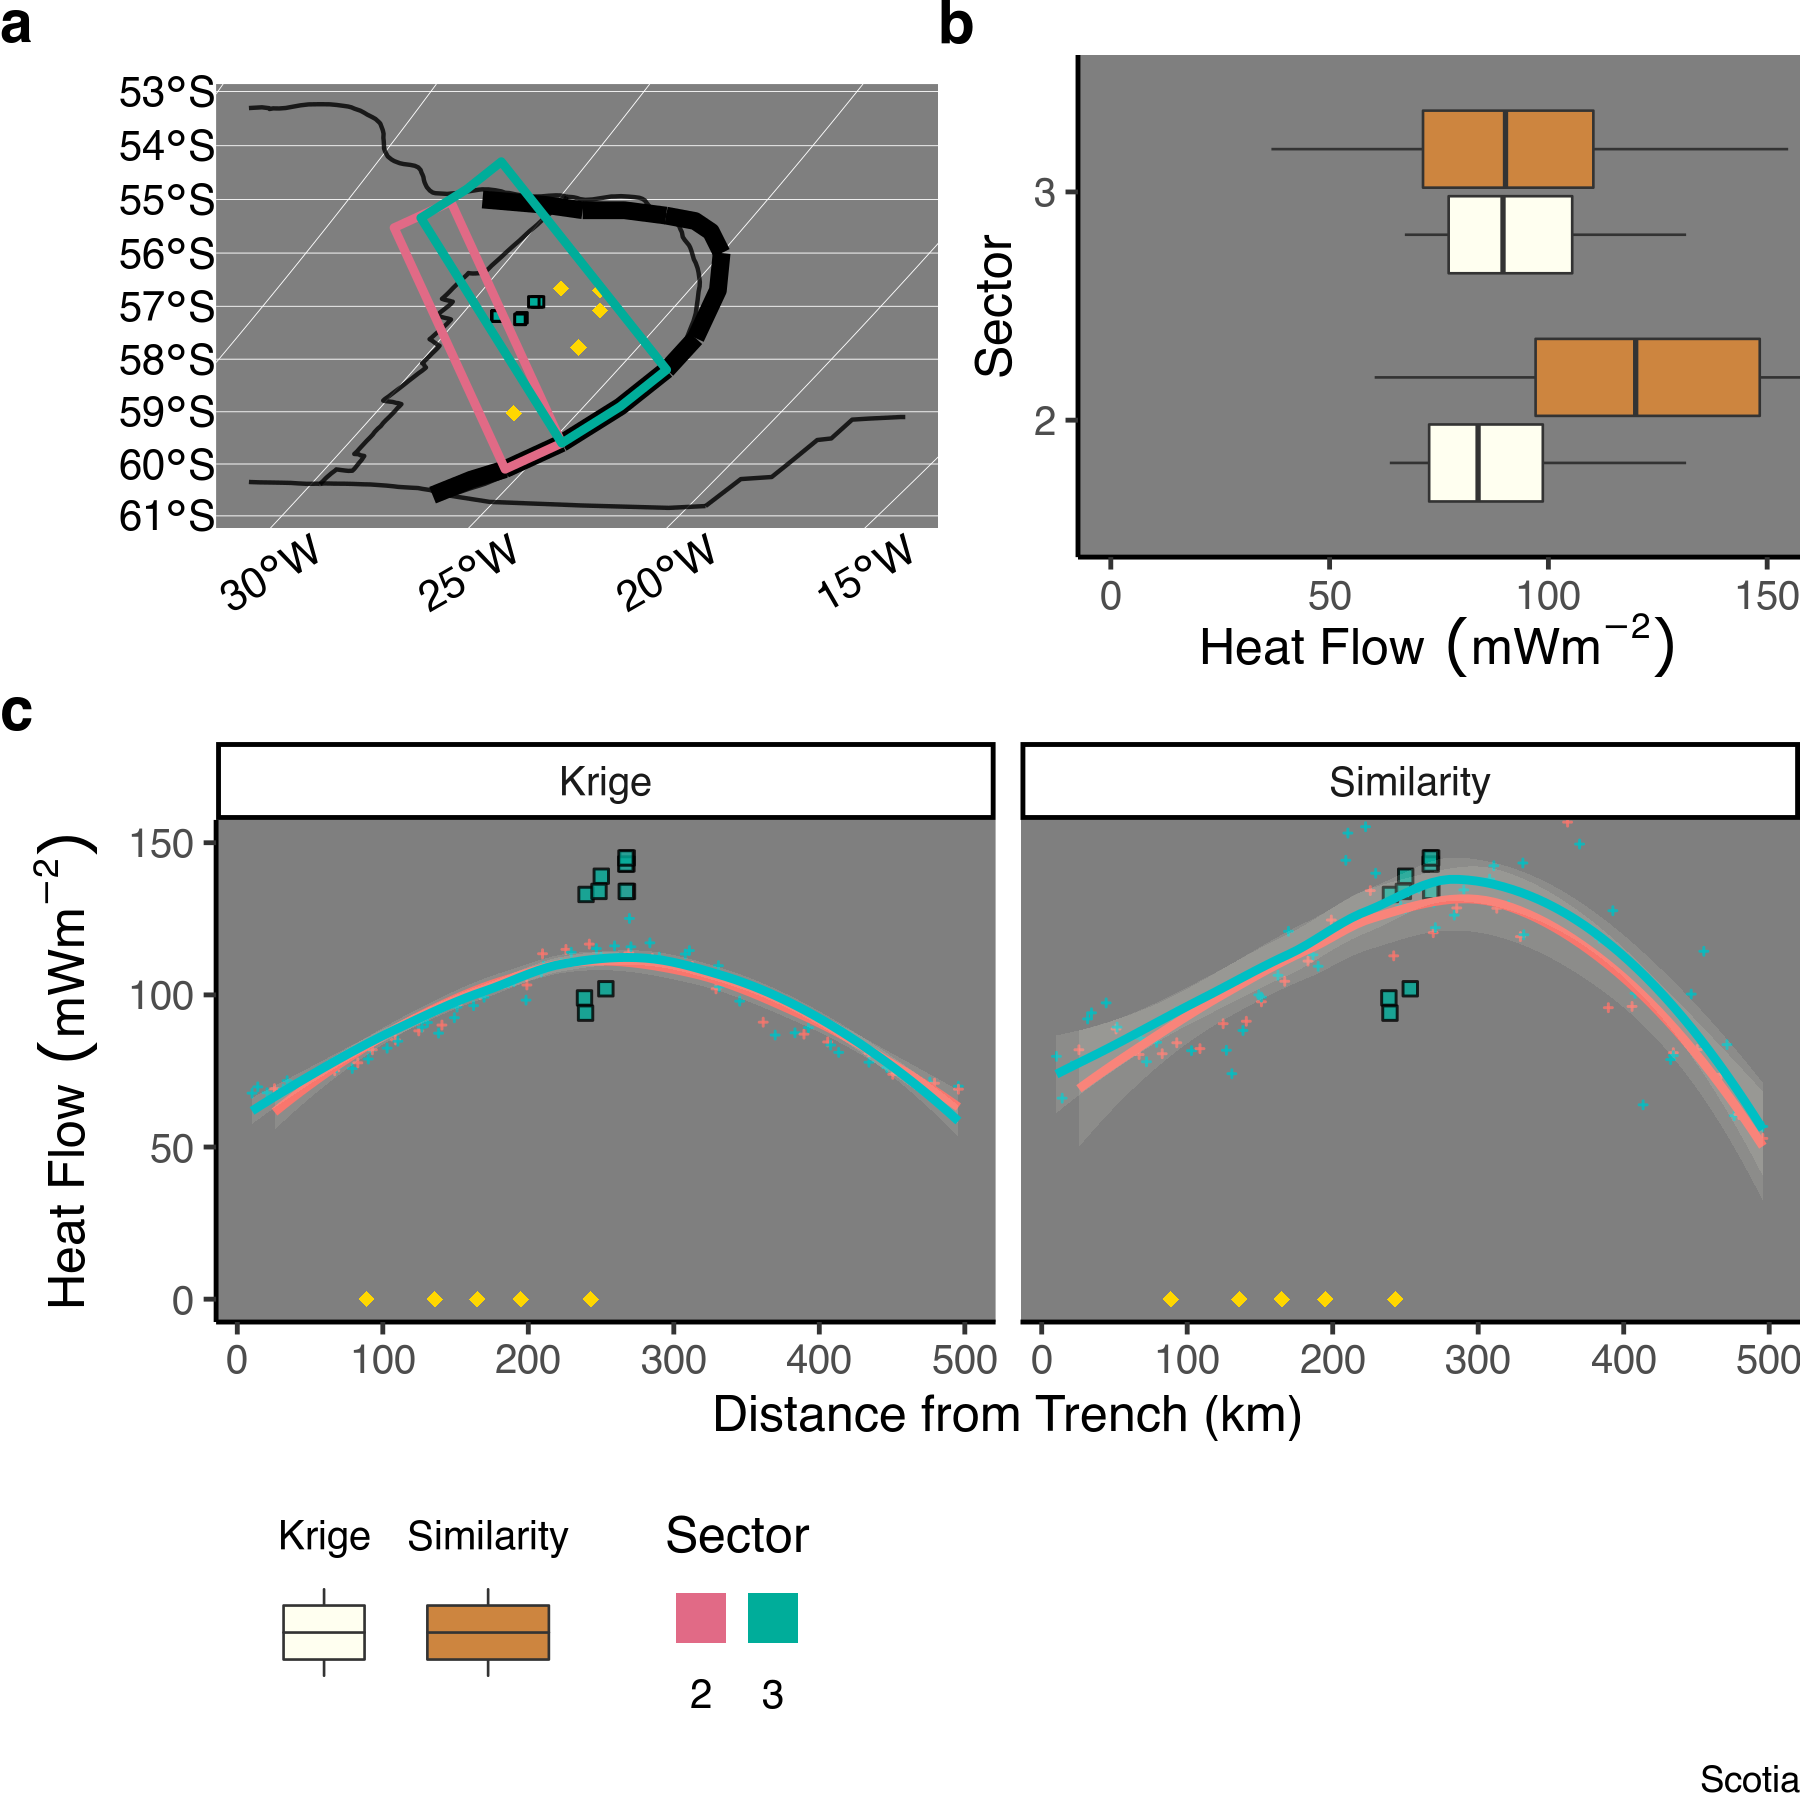 a
b
53°S
54°S
55°S
56°S
57°S
58°S
59°S
60°S
61°S
30°W
25°W
20°W
15°W
Sector
3
2
0
50
100
150
Heat Flow (mWm⁻²)
c
Krige
Similarity
Heat Flow (mWm⁻²)
150
100
50
0
0
100
200
300
400
500
0
100
200
300
400
500
Distance from Trench (km)
Krige
Similarity
Sector
2
3
Scotia